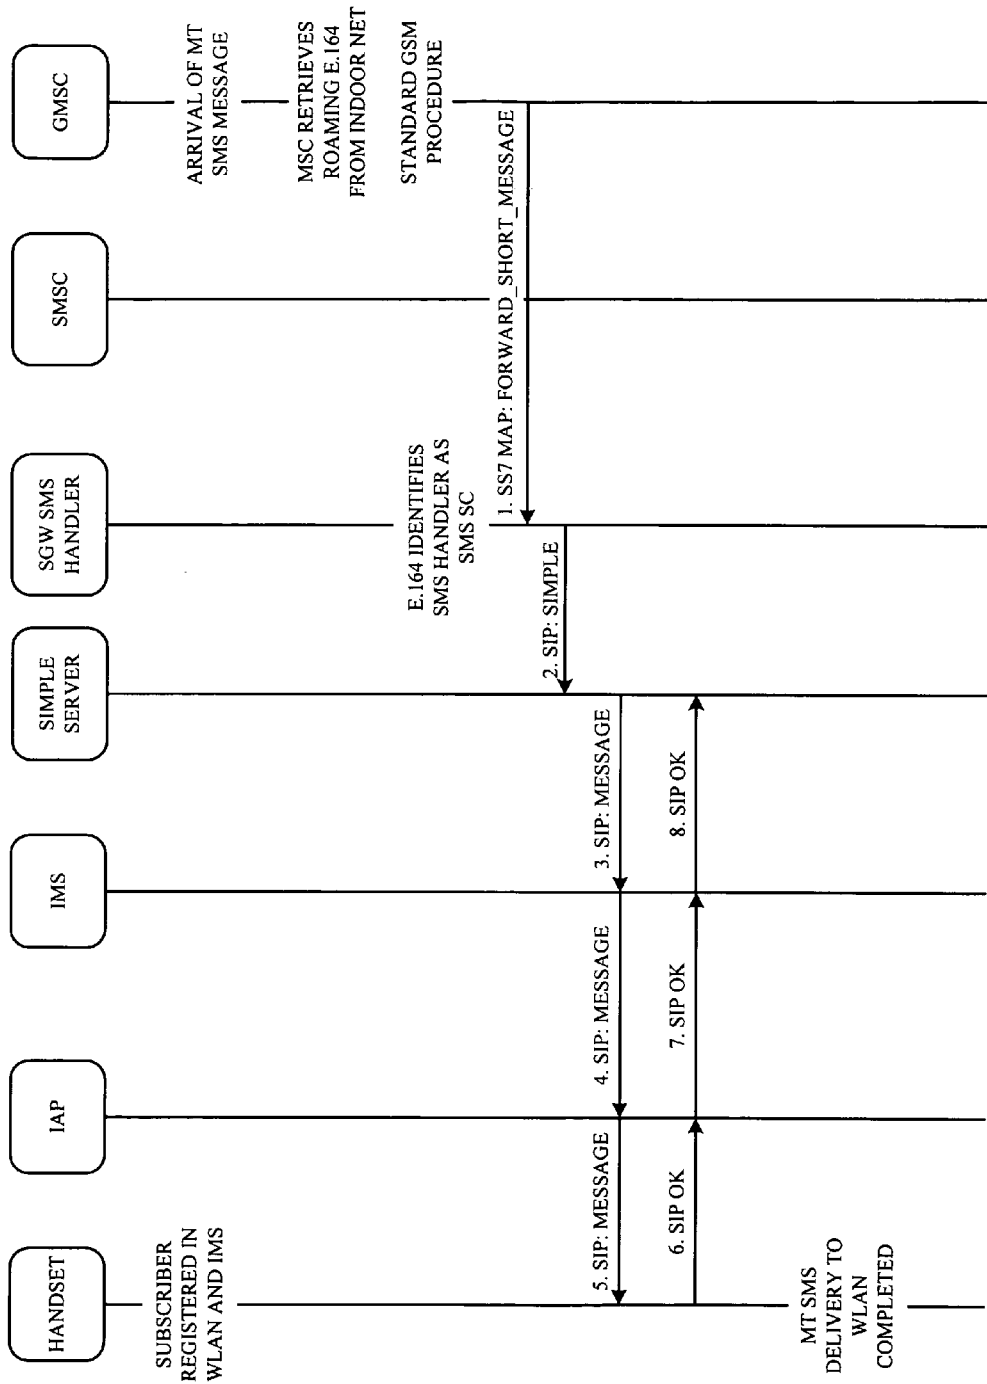 HANDSET
IAP
IMS
SIMPLE
SERVER
SGW SMS
HANDLER
SMSC
GMSC
SUBSCRIBER
REGISTERED IN
WLAN AND IMS
ARRIVAL OF MT
SMS MESSAGE
MSC RETRIEVES
ROAMING E.164
FROM INDOOR NET
STANDARD GSM
PROCEDURE
E.164 IDENTIFIES
SMS HANDLER AS
SMS SC
1. SS7 MAP: FORWARD_SHORT_MESSAGE
2. SIP: SIMPLE
3. SIP: MESSAGE
4. SIP: MESSAGE
5. SIP: MESSAGE
6. SIP OK
7. SIP OK
8. SIP OK
MT SMS
DELIVERY TO
WLAN
COMPLETED